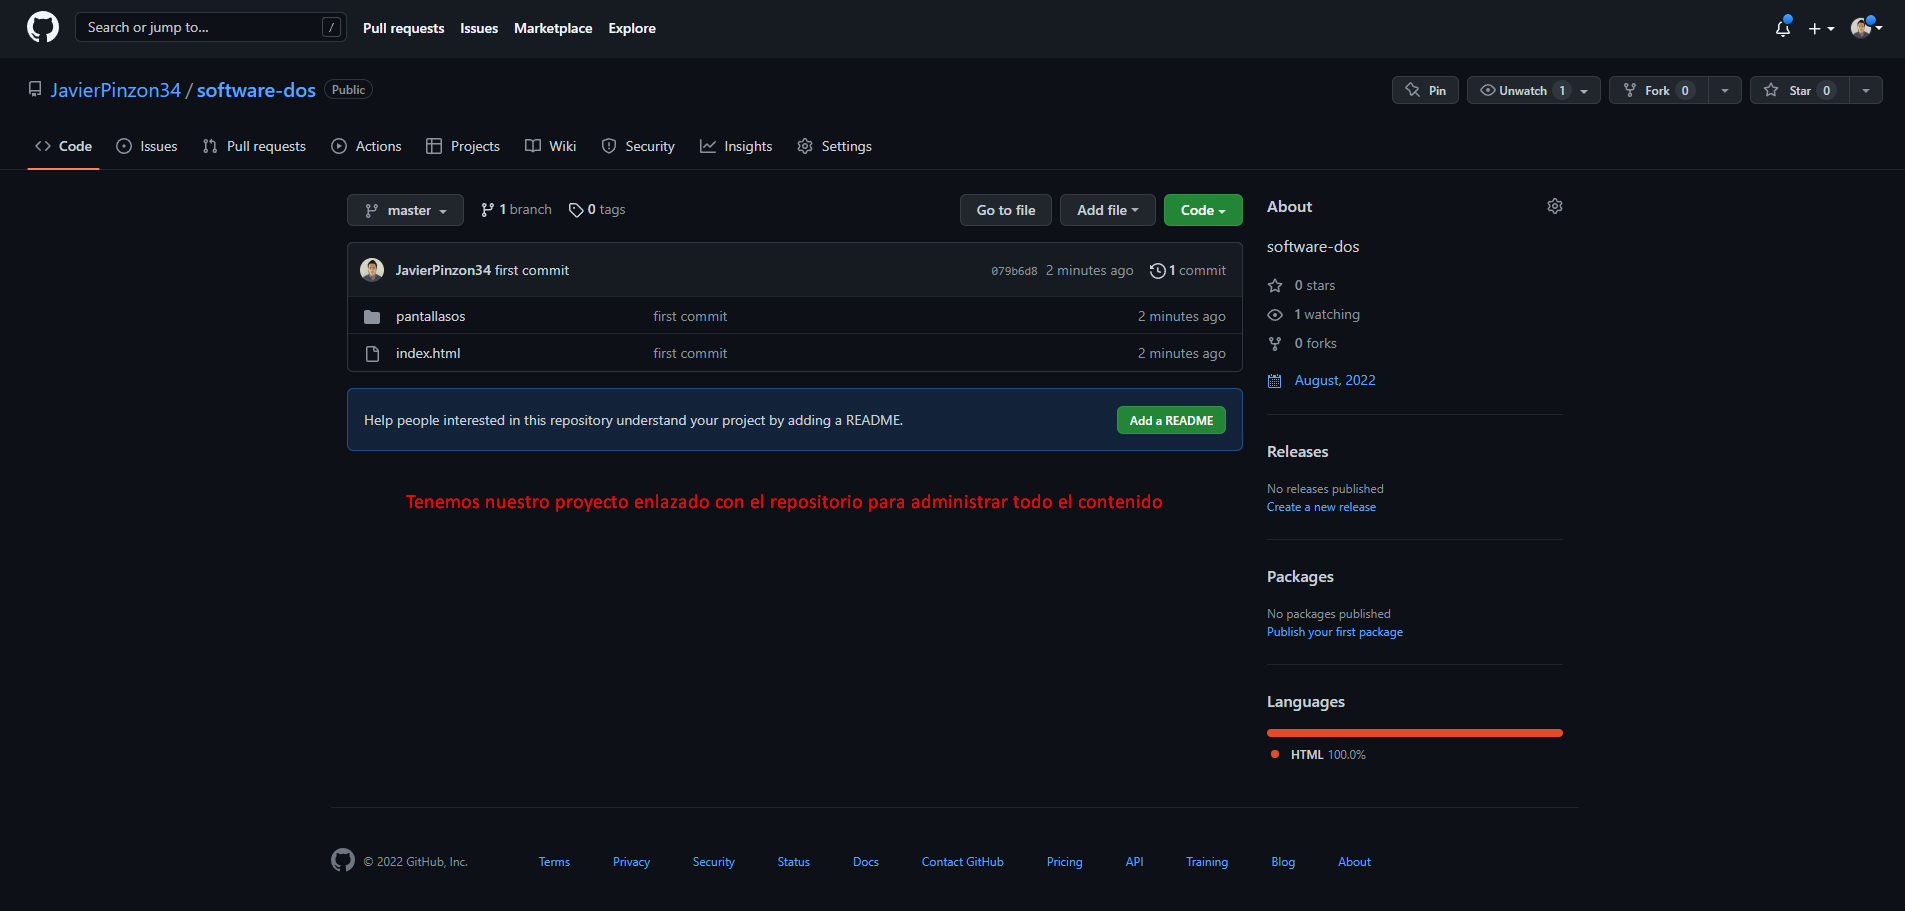 Search or jump to... /
Pull requests Issues Marketplace Explore
JavierPinzon34 / software-dos Public
Pin Unwatch 1 Fork 0 Star 0
Code Issues Pull requests Actions Projects Wiki Security Insights Settings
master 1 branch 0 tags Go to file Add file Code
JavierPinzon34 first commit 079b6d8 2 minutes ago 1 commit
pantallasos first commit 2 minutes ago
index.html first commit 2 minutes ago
Help people interested in this repository understand your project by adding a README. Add a README
Tenemos nuestro proyecto enlazado con el repositorio para administrar todo el contenido
About
software-dos
0 stars
1 watching
0 forks
August, 2022
Releases
No releases published
Create a new release
Packages
No packages published
Publish your first package
Languages
HTML 100.0%
© 2022 GitHub, Inc. Terms Privacy Security Status Docs Contact GitHub Pricing API Training Blog About